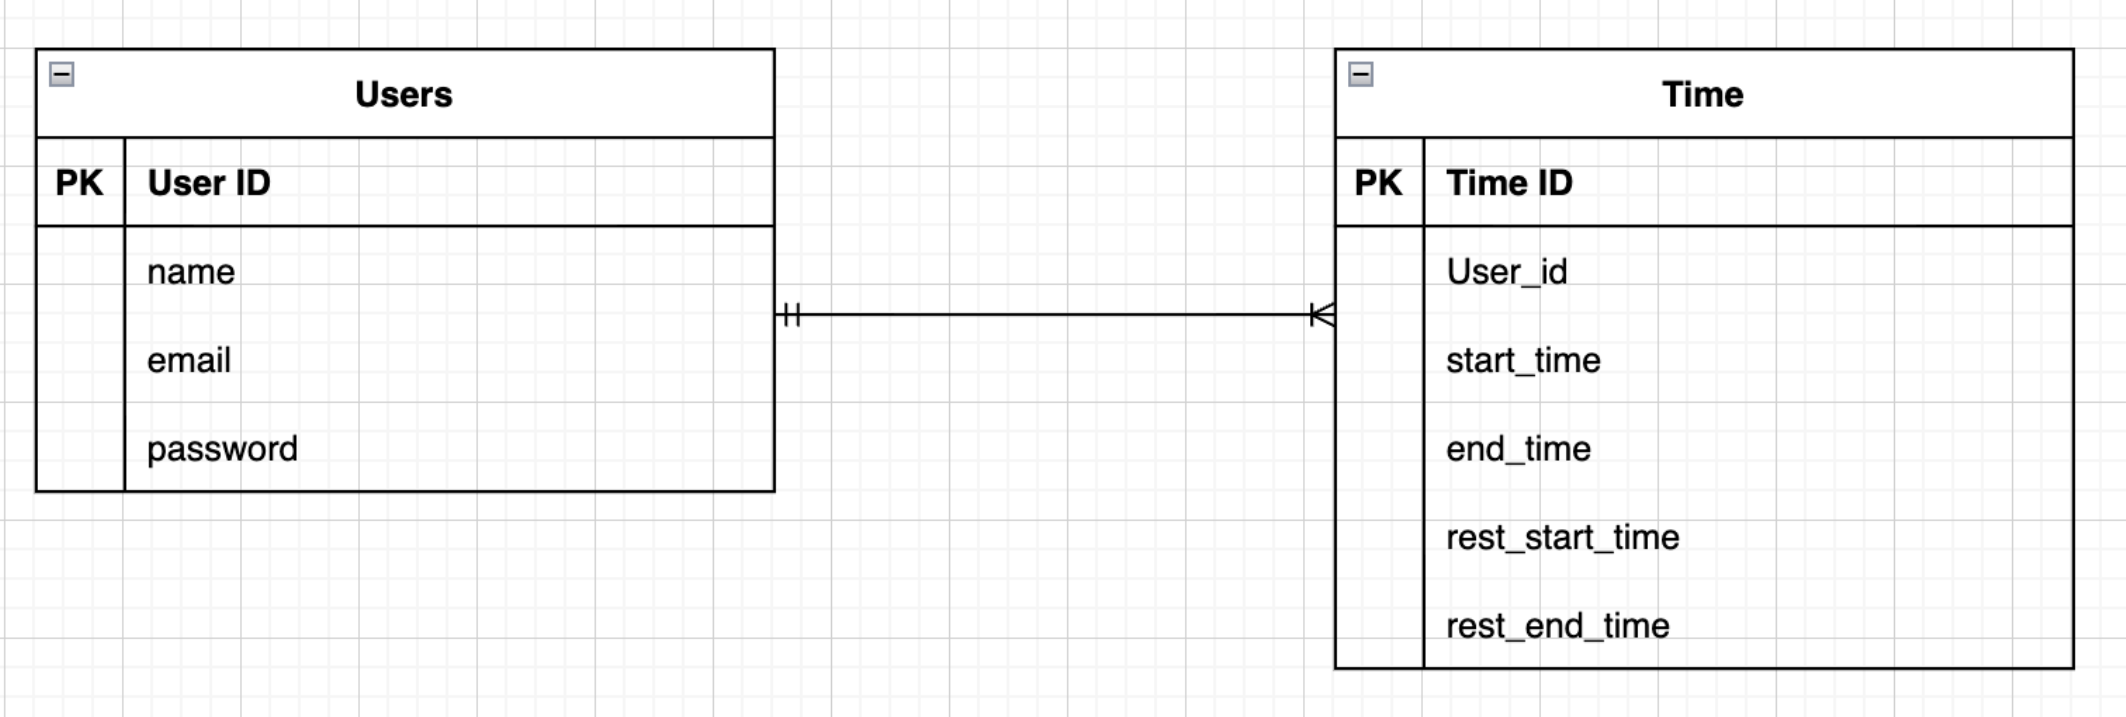 Users
PK User ID
name
email
password
Time
PK Time ID
User_id
start_time
end_time
rest_start_time
rest_end_time